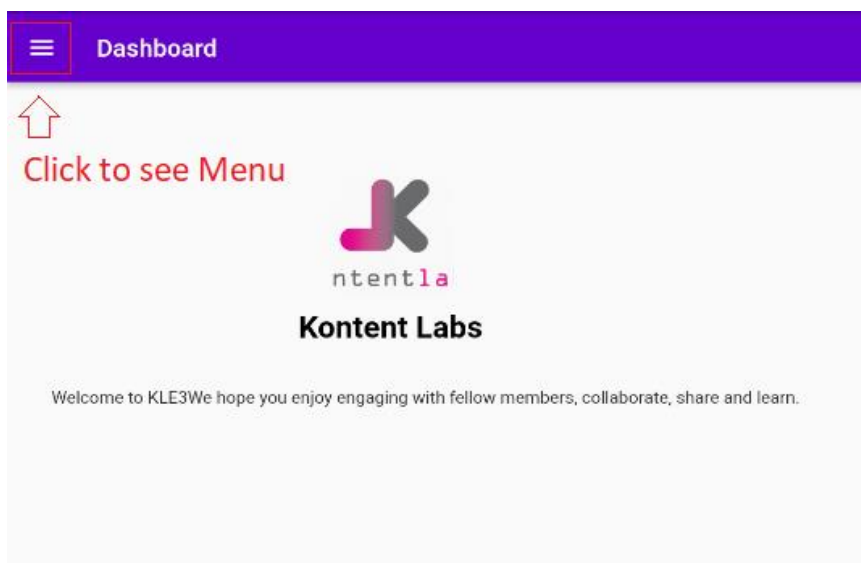 Dashboard
Click to see Menu
ntentla
Kontent Labs
Welcome to KLE3We hope you enjoy engaging with fellow members, collaborate, share and learn.